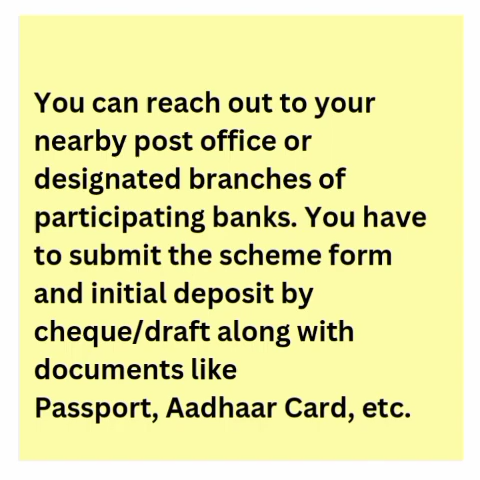 You can reach out to your
nearby post office or
designated branches of
participating banks. You have
to submit the scheme form
and initial deposit by
cheque/draft along with
documents like
Passport, Aadhaar Card, etc.